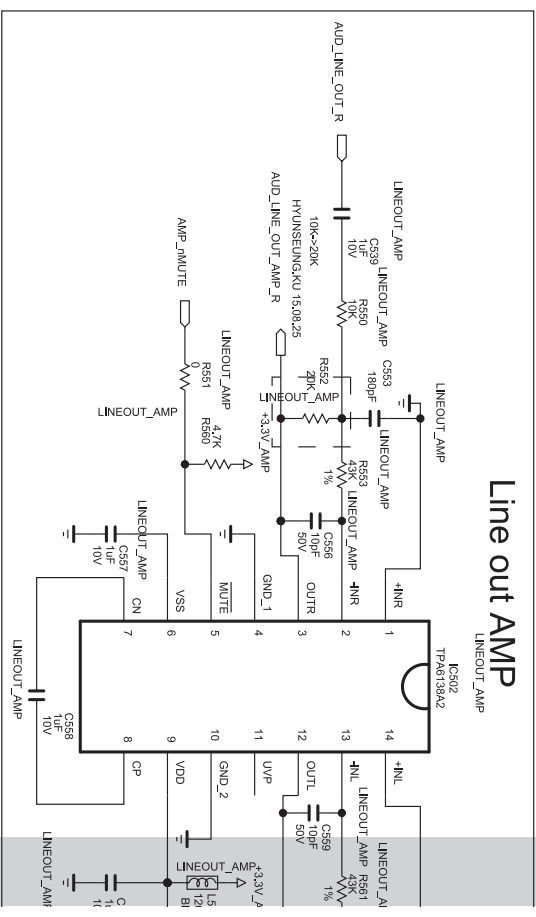 Line out AMP
LINEOUT_AMP
IC502
TPA6138A2
AUD_LINE_OUT_R
LINEOUT_AMP
C539
1uF
10V
LINEOUT_AMP
R550
10K
LINEOUT_AMP
C553
180pF
LINEOUT_AMP
R553
43K
1%
10K->20K
HYUNSEUNG.KU 15.08.25
AUD_LINE_OUT_AMP_R
R552
20K
LINEOUT_AMP
LINEOUT_AMP
C556
10pF
50V
AMP_nMUTE
LINEOUT_AMP
R551
0
LINEOUT_AMP
4.7K
R560
+3.3V_AMP
LINEOUT_AMP
C557
1uF
10V
+INR
1
-INR
2
OUTR
3
GND_1
4
MUTE
5
VSS
6
CN
7
14
+INL
13
-INL
12
OUTL
11
UVP
10
GND_2
9
VDD
8
CP
C558
1uF
10V
LINEOUT_AMP
C559
10pF
50V
LINEOUT_AMP
R561
43K
1%
LINEOUT_AMP
LINEOUT_AMP